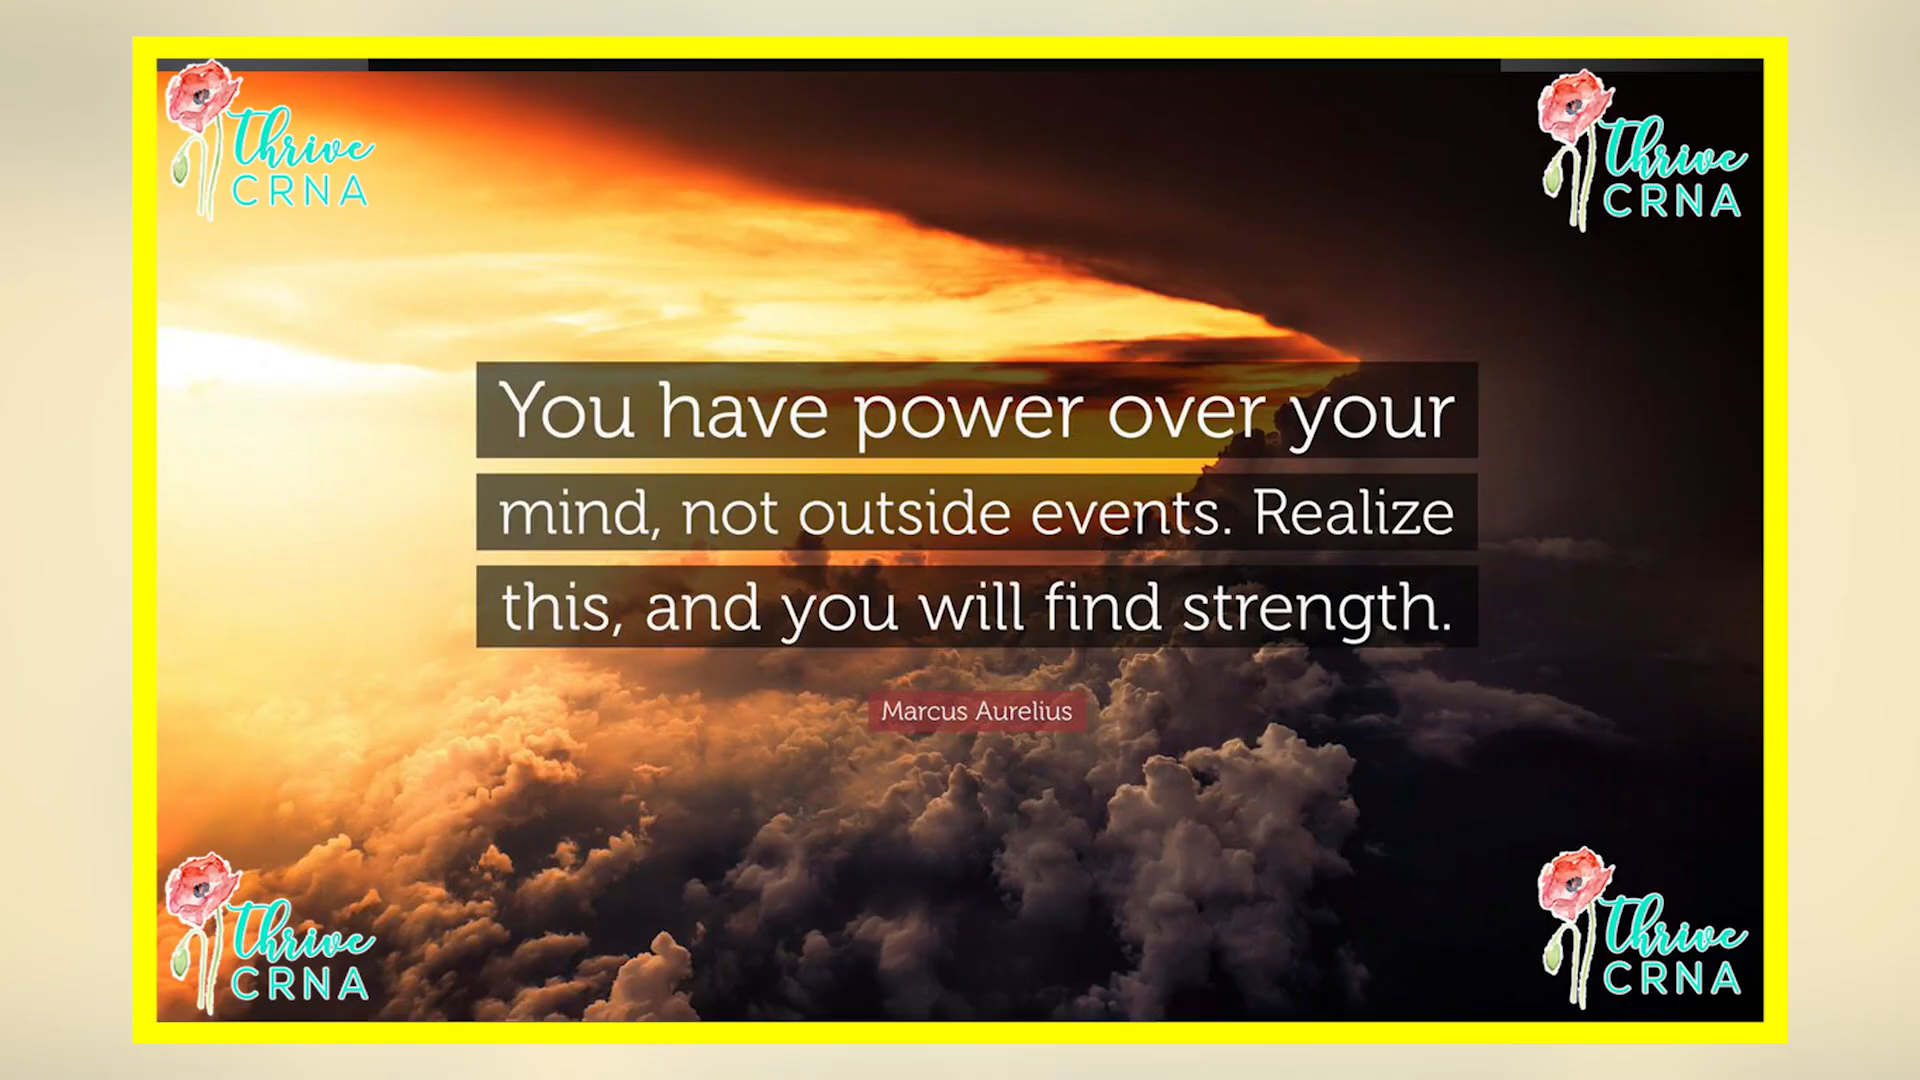 Thrive
CRNA
Thrive
CRNA
You have power over your
mind, not outside events. Realize
this, and you will find strength.
Marcus Aurelius
Thrive
CRNA
Thrive
CRNA